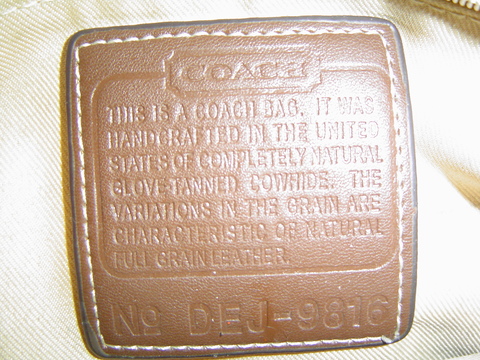 COACH
THIS IS A COACH BAG. IT WAS
HANDCRAFTED IN THE UNITED
STATES OF COMPLETELY NATURAL
GLOVE-TANNED COWHIDE. THE
VARIATIONS IN THE GRAIN ARE
CHARACTERISTIC OF NATURAL
FULL GRAIN LEATHER.
No DEJ-9816